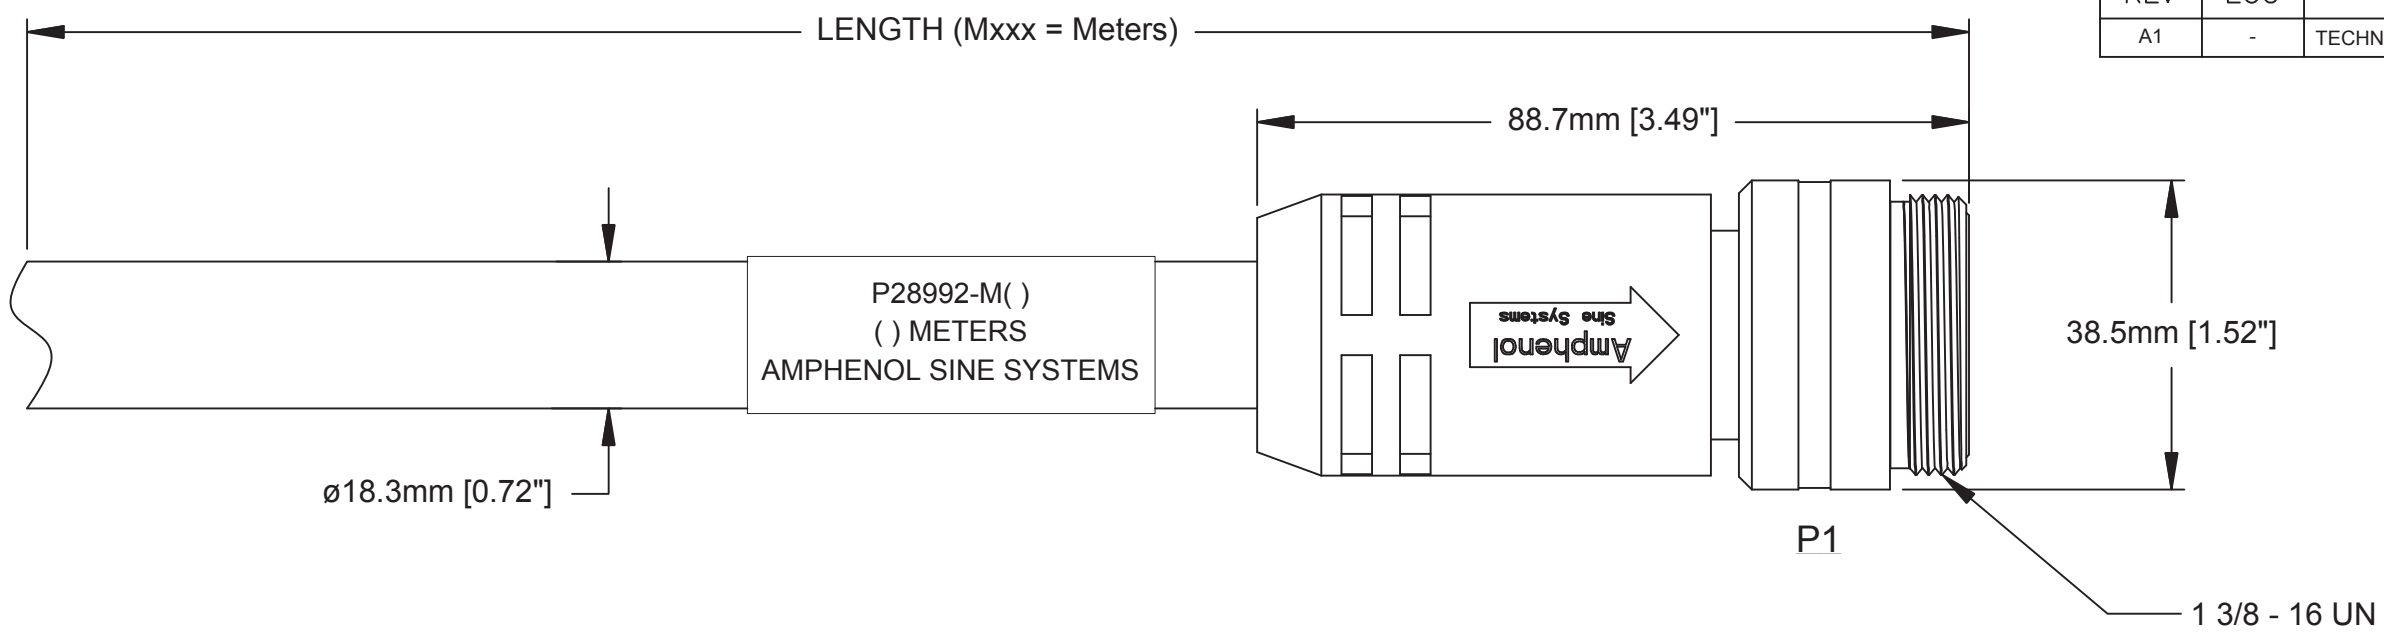 LENGTH (Mxxx = Meters)
REV ECO
A1 - TECHN
88.7mm [3.49"]
P28992-M( )
( ) METERS
AMPHENOL SINE SYSTEMS
Amphenol
Sine Systems
38.5mm [1.52"]
ø18.3mm [0.72"]
P1
1 3/8 - 16 UN